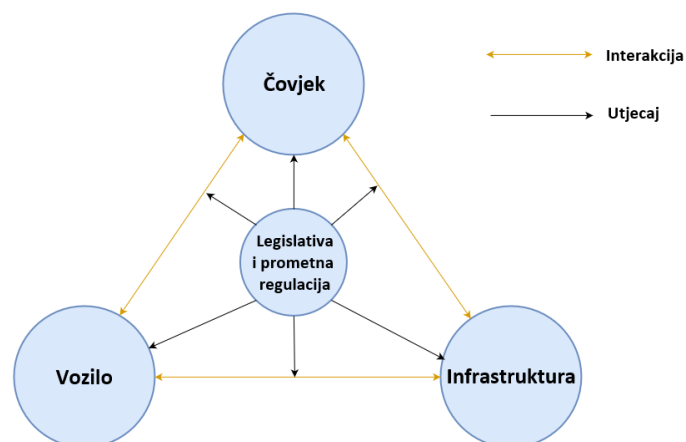 Čovjek
Interakcija
Utjecaj
Legislativa
i prometna
regulacija
Vozilo
Infrastruktura